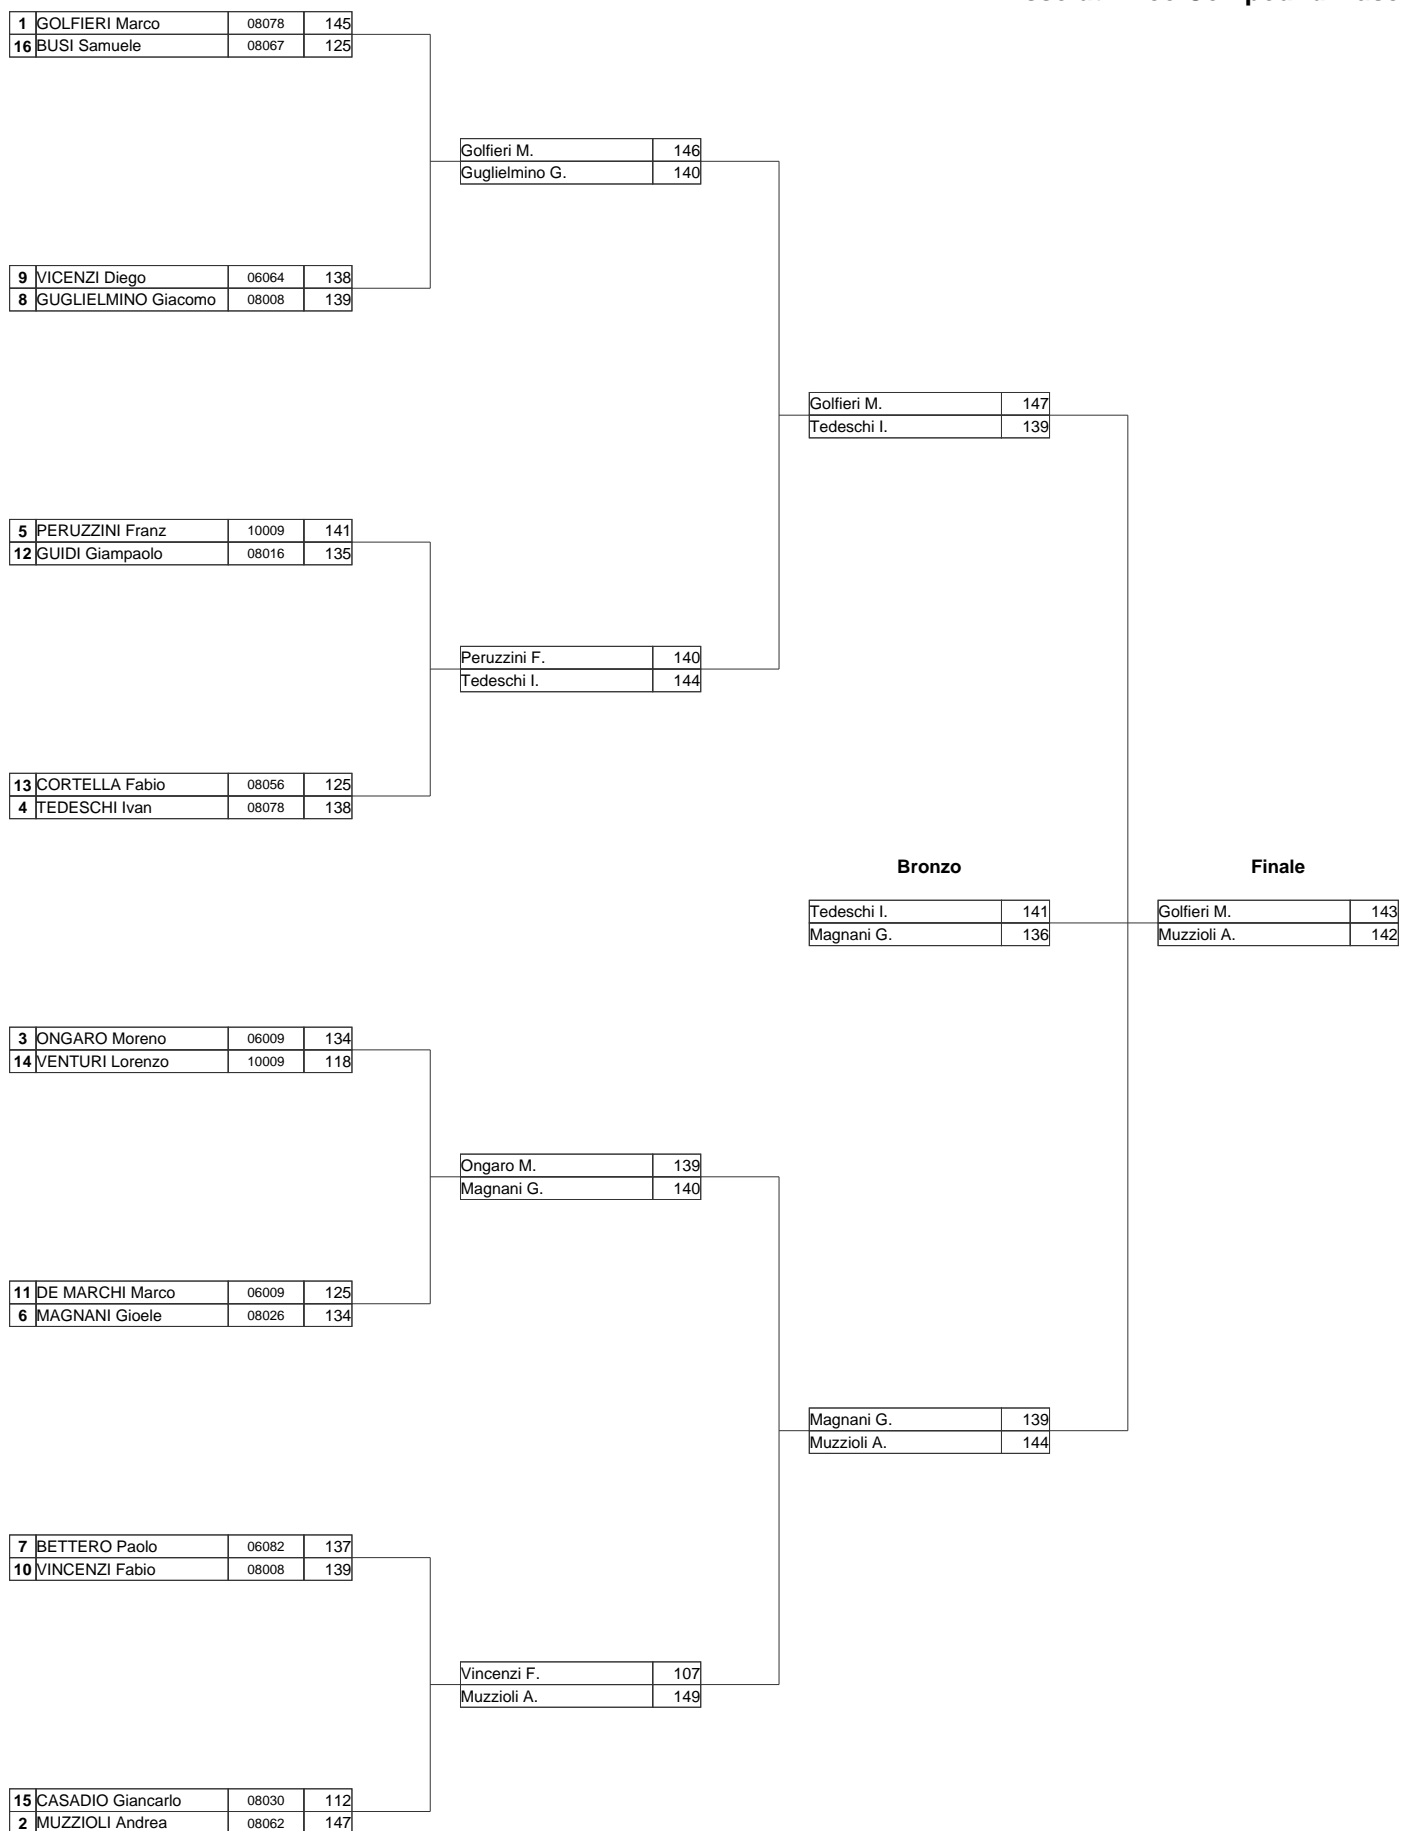 1 GOLFIERI Marco 08078 145
16 BUSI Samuele 08067 125
Golfieri M. 146
Guglielmino G. 140
9 VICENZI Diego 06064 138
8 GUGLIELMINO Giacomo 08008 139
Golfieri M. 147
Tedeschi I. 139
5 PERUZZINI Franz 10009 141
12 GUIDI Giampaolo 08016 135
Peruzzini F. 140
Tedeschi I. 144
13 CORTELLA Fabio 08056 125
4 TEDESCHI Ivan 08078 138
Bronzo
Finale
Tedeschi I. 141
Magnani G. 136
Golfieri M. 143
Muzzioli A. 142
3 ONGARO Moreno 06009 134
14 VENTURI Lorenzo 10009 118
Ongaro M. 139
Magnani G. 140
11 DE MARCHI Marco 06009 125
6 MAGNANI Gioele 08026 134
Magnani G. 139
Muzzioli A. 144
7 BETTERO Paolo 06082 137
10 VINCENZI Fabio 08008 139
Vincenzi F. 107
Muzzioli A. 149
15 CASADIO Giancarlo 08030 112
2 MUZZIOLI Andrea 08062 147